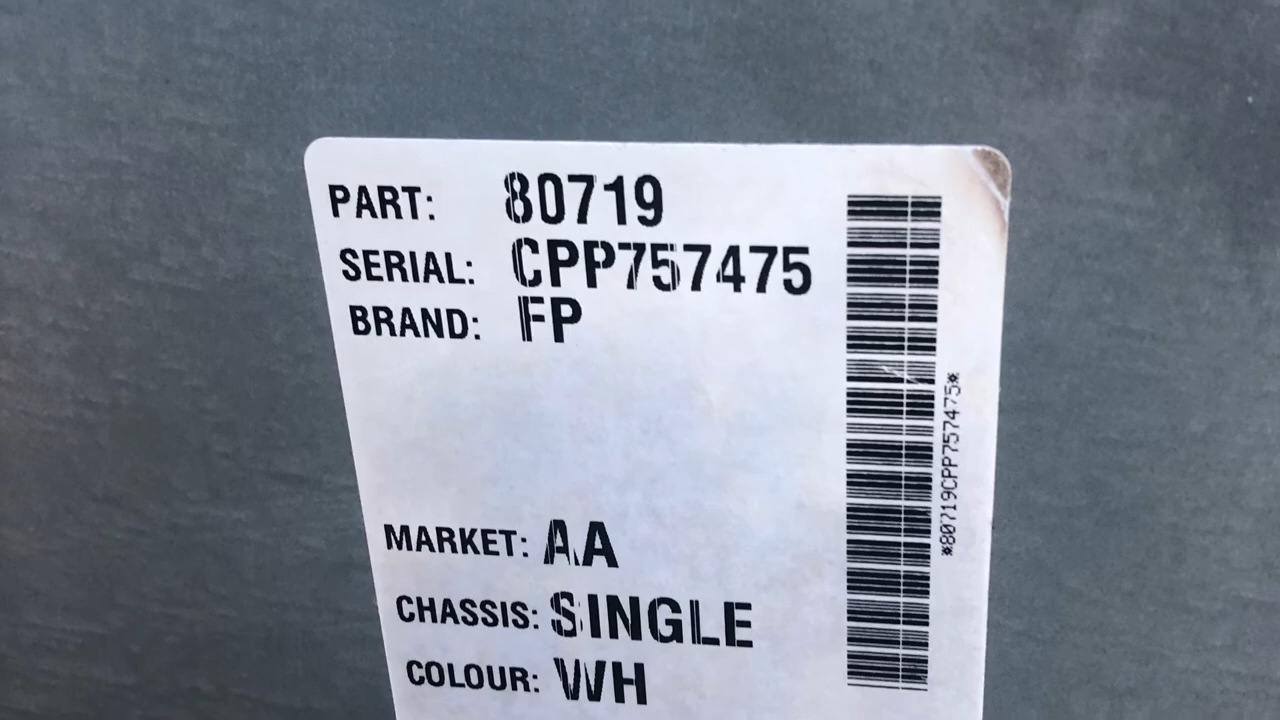 PART: 80719
SERIAL: CPP757475
BRAND: FP
MARKET: AA
CHASSIS: SINGLE
COLOUR: WH
*80719CPP757475*